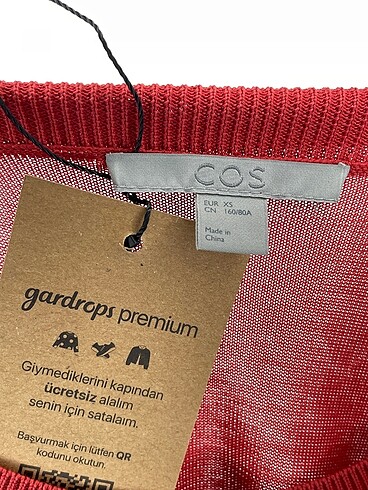 COS
EUR XS
CN 160/80A
Made in
China
gardrops premium
Giymediklerini kapından
ücretsiz alalım
senin için satalaım.
Başvurmak için lütfen QR
kodunu okutun.